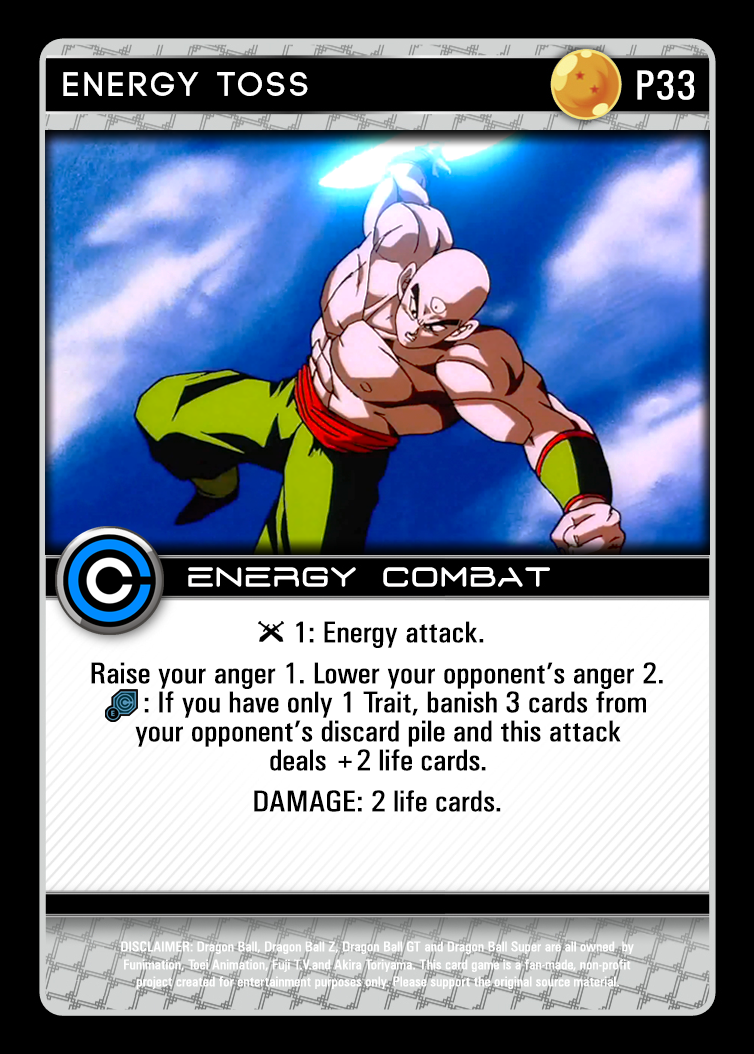 ENERGY TOSS
P33
ENERGY COMBAT
1: Energy attack.
Raise your anger 1. Lower your opponent's anger 2.
E : If you have only 1 Trait, banish 3 cards from
your opponent's discard pile and this attack
deals +2 life cards.
DAMAGE: 2 life cards.
DISCLAIMER: Dragon Ball, Dragon Ball Z, Dragon Ball GT and Dragon Ball Super are all owned by
Funimation, Toei Animation, Fuji T.V.and Akira Toriyama. This card game is a fan-made, non-profit
project created for entertainment purposes only. Please support the original source material.